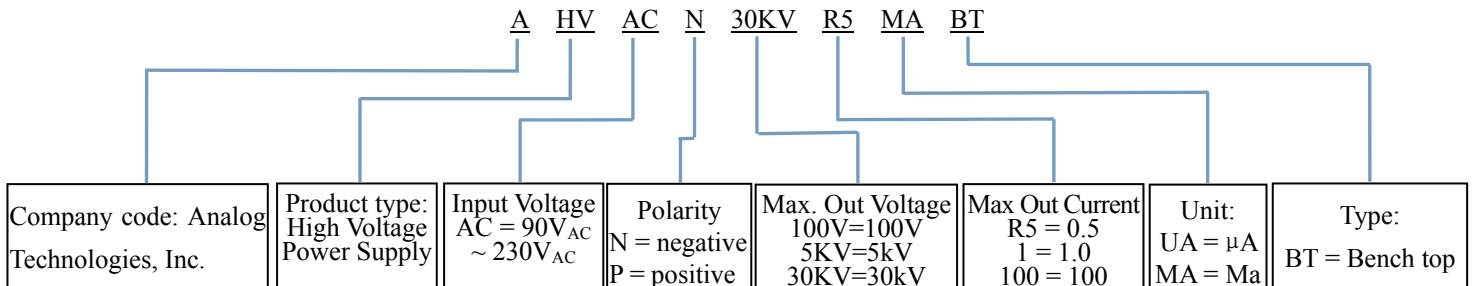 A HV AC N 30KV R5 MA BT
Company code: Analog
Technologies, Inc.
Product type:
High Voltage
Power Supply
Input Voltage
AC = 90VAC
~ 230VAC
Polarity
N = negative
P = positive
Max. Out Voltage
100V=100V
5KV=5kV
30KV=30kV
Max Out Current
R5 = 0.5
1 = 1.0
100 = 100
Unit:
UA = μA
MA = Ma
Type:
BT = Bench top